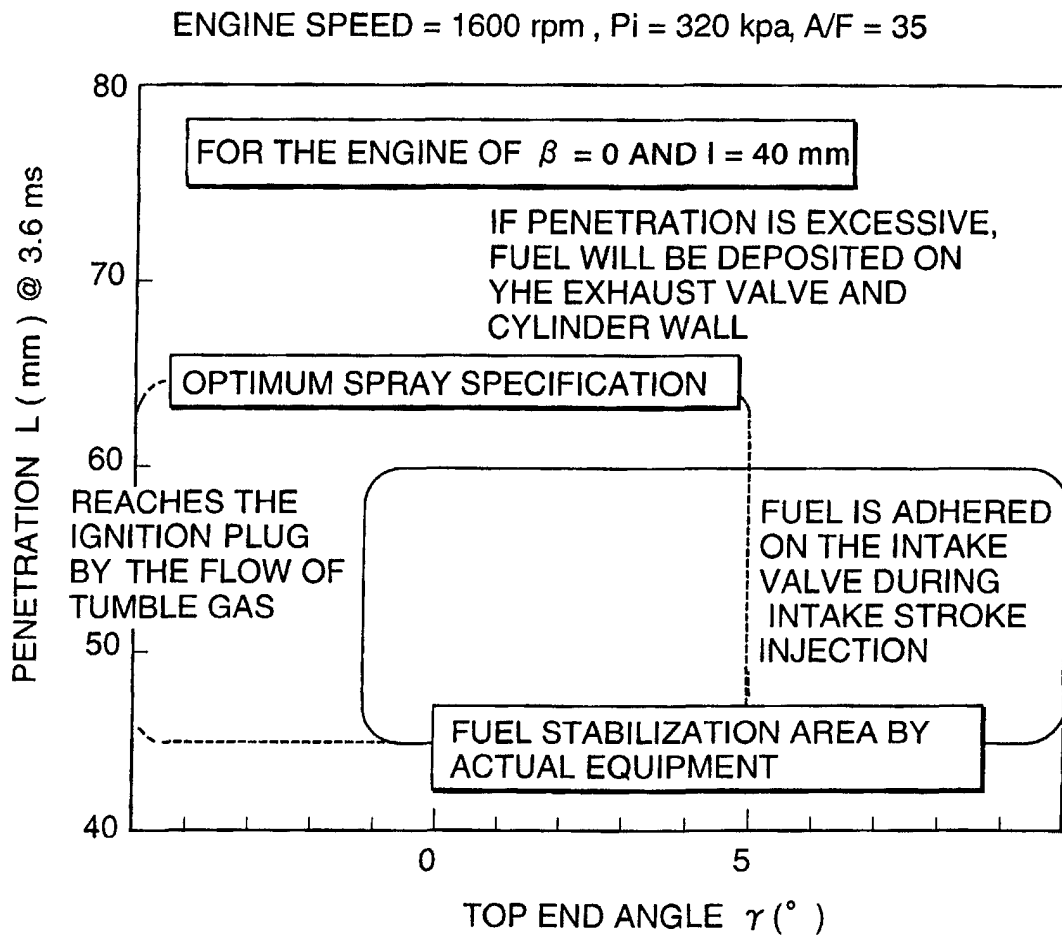 ENGINE SPEED = 1600 rpm , Pi = 320 kpa, A/F = 35
80
FOR THE ENGINE OF β = 0 AND l = 40 mm
IF PENETRATION IS EXCESSIVE,
FUEL WILL BE DEPOSITED ON
YHE EXHAUST VALVE AND
CYLINDER WALL
70
OPTIMUM SPRAY SPECIFICATION
60
REACHES THE
IGNITION PLUG
BY THE FLOW OF
TUMBLE GAS
FUEL IS ADHERED
ON THE INTAKE
VALVE DURING
INTAKE STROKE
INJECTION
50
FUEL STABILIZATION AREA BY
ACTUAL EQUIPMENT
40
0
5
PENETRATION L ( mm ) @ 3.6 ms
TOP END ANGLE γ (° )